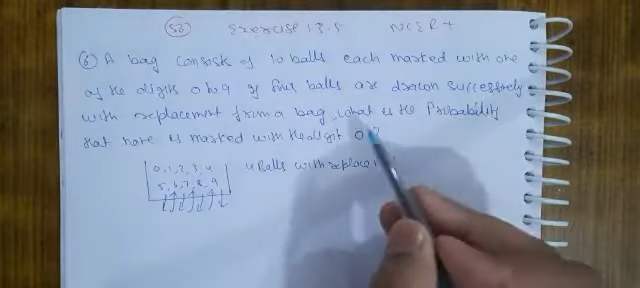 50 Exercise 13.5 NCERT
⑥ A bag consists of 10 balls each marked with one
of the digits 0 to 9 if four balls are drawn successively
with replacement from a bag, what is the Probability
that none is marked with the digit 0?
0, 1, 2, 3, 4 4 Balls with replace
5, 6, 7, 8, 9